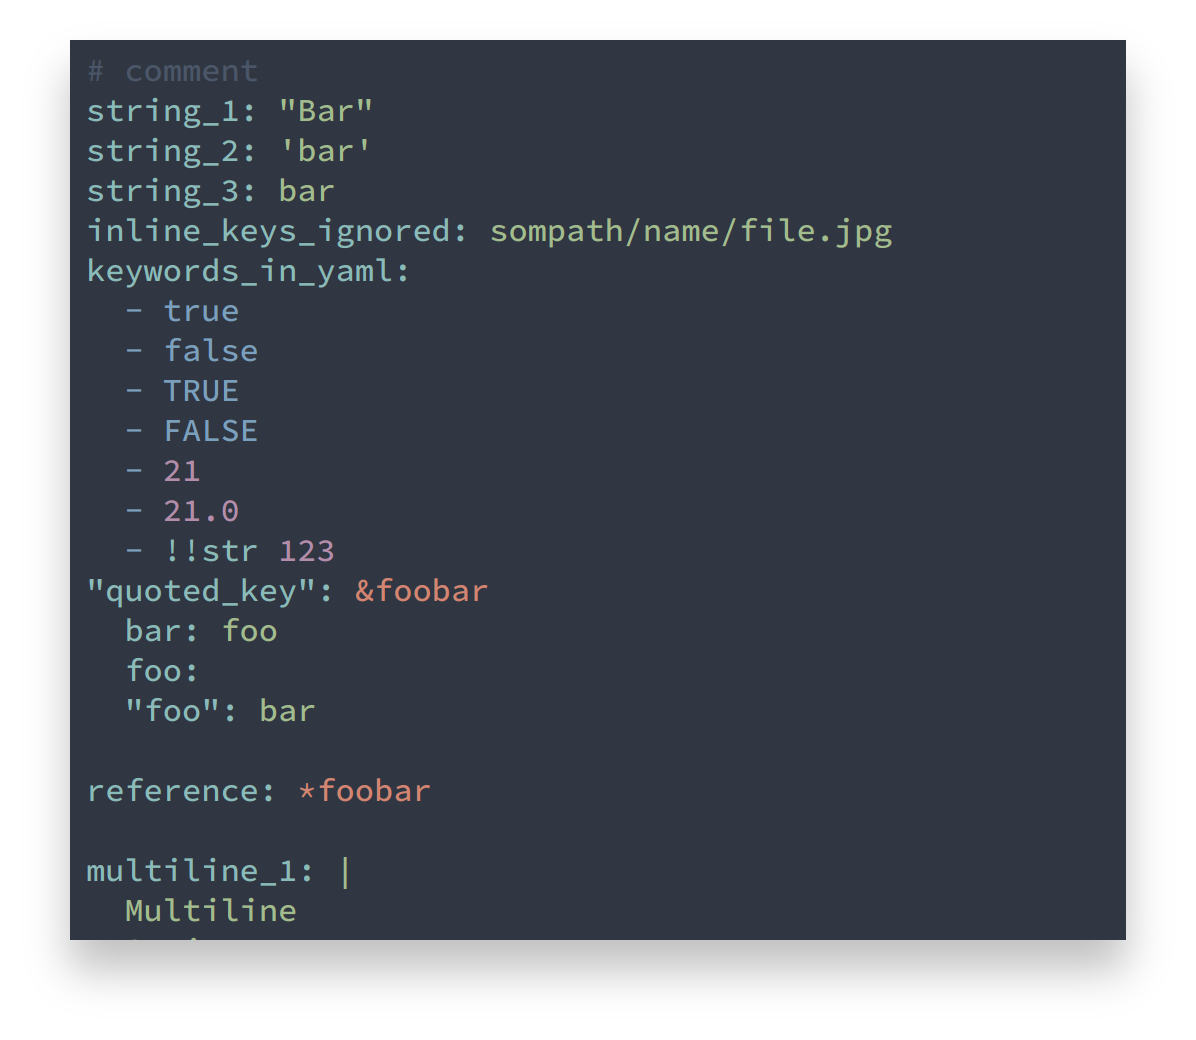 # comment
string_1: "Bar"
string_2: 'bar'
string_3: bar
inline_keys_ignored: sompath/name/file.jpg
keywords_in_yaml:
  - true
  - false
  - TRUE
  - FALSE
  - 21
  - 21.0
  - !!str 123
"quoted_key": &foobar
  bar: foo
  foo:
  "foo": bar

reference: *foobar

multiline_1: |
  Multiline